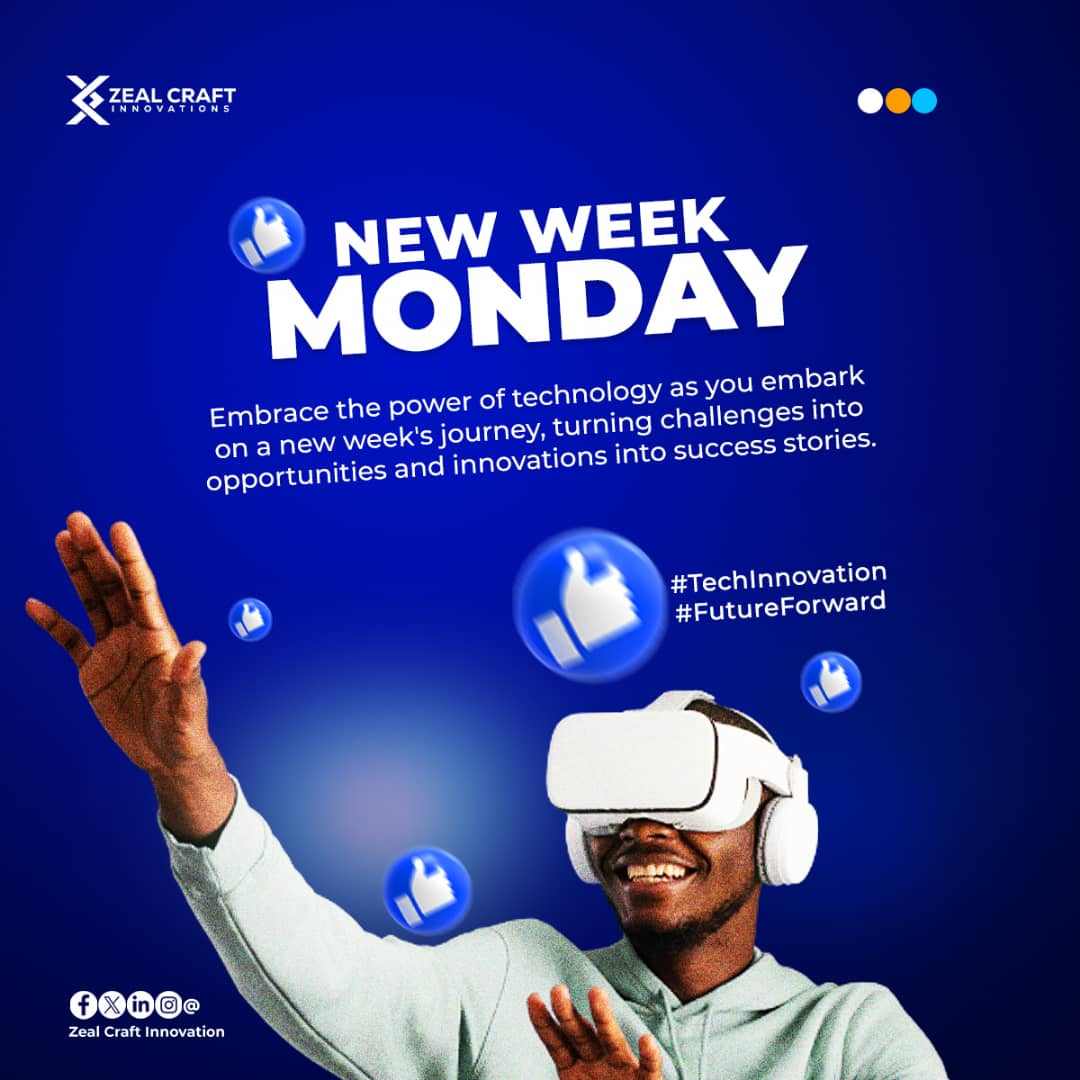 ZEAL CRAFT
INNOVATIONS
NEW WEEK
MONDAY
Embrace the power of technology as you embark
on a new week's journey, turning challenges into
opportunities and innovations into success stories.
#TechInnovation
#FutureForward
f X in @
Zeal Craft Innovation